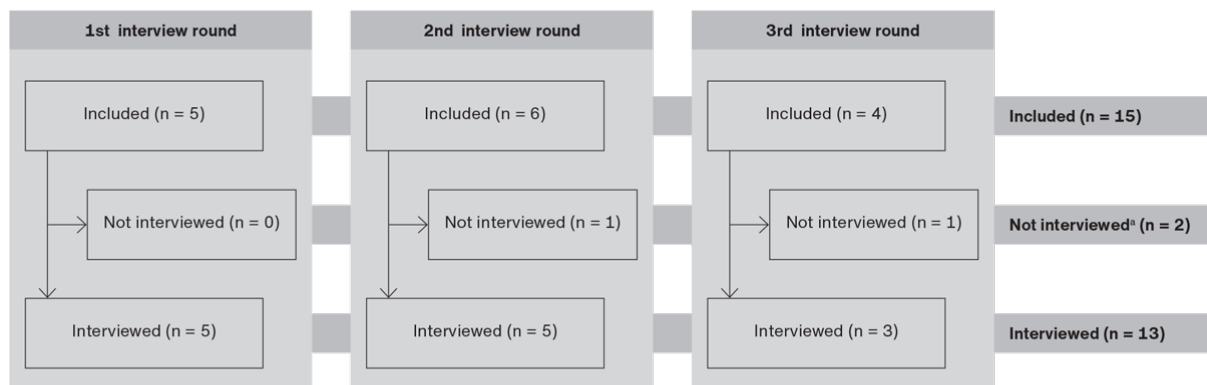 1st interview round
Included (n = 5)
Not interviewed (n = 0)
Interviewed (n = 5)
2nd interview round
Included (n = 6)
Not interviewed (n = 1)
Interviewed (n = 5)
3rd interview round
Included (n = 4)
Not interviewed (n = 1)
Interviewed (n = 3)
Included (n = 15)
Not interviewedª (n = 2)
Interviewed (n = 13)